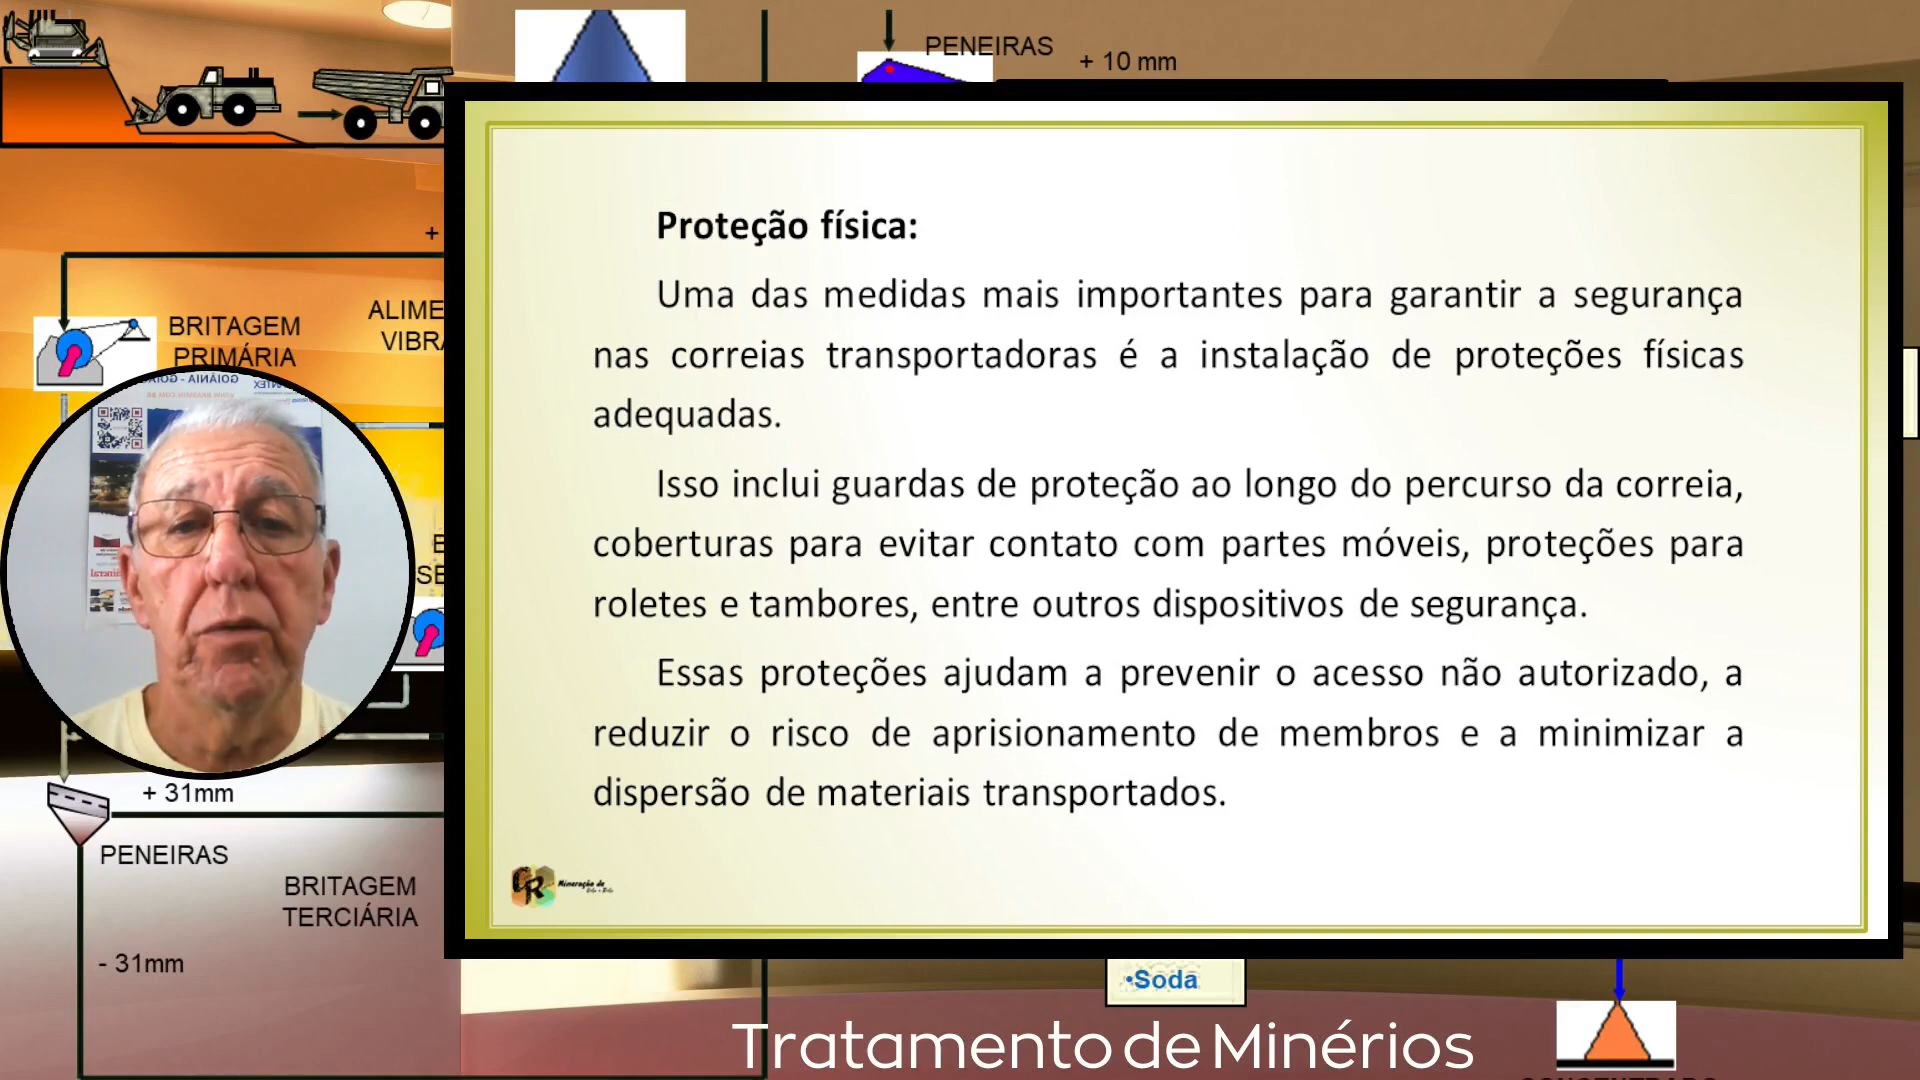 PENEIRAS
+ 10 mm
+
BRITAGEM
PRIMÁRIA
Proteção física:
Uma das medidas mais importantes para garantir a segurança
nas correias transportadoras é a instalação de proteções físicas
adequadas.
Isso inclui guardas de proteção ao longo do percurso da correia,
coberturas para evitar contato com partes móveis, proteções para
roletes e tambores, entre outros dispositivos de segurança.
Essas proteções ajudam a prevenir o acesso não autorizado, a
reduzir o risco de aprisionamento de membros e a minimizar a
dispersão de materiais transportados.
Mineração de
+ 31mm
PENEIRAS
BRITAGEM
TERCIÁRIA
- 31mm
•Soda
Tratamento de Minérios